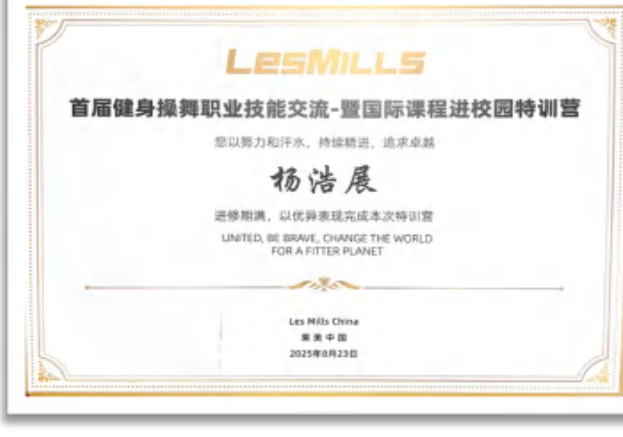 LESMILLS
首届健身操舞职业技能交流-暨国际课程进校园特训营
您以努力和汗水，持续精进，追求卓越
杨浩展
进修期满，以优异表现完成本次特训营
UNITED, BE BRAVE, CHANGE THE WORLD
FOR A FITTER PLANET
Les Mills China
莱美中国
2025年8月23日